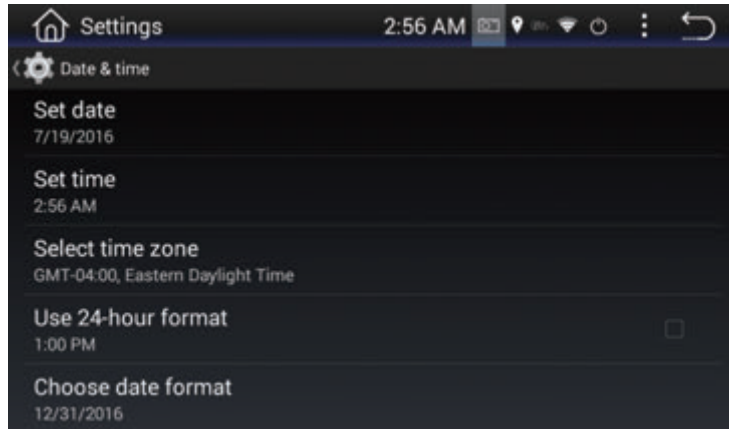 Settings 2:56 AM
Date & time
Set date
7/19/2016
Set time
2:56 AM
Select time zone
GMT-04:00, Eastern Daylight Time
Use 24-hour format
1:00 PM
Choose date format
12/31/2016